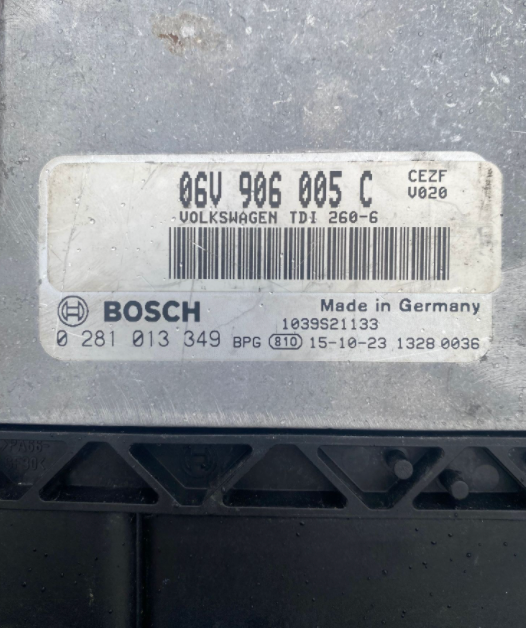 06V 906 005 C CEZF
VOLKSWAGEN TDI 260-6 V020
BOSCH Made in Germany
1039S21133
0 281 013 349 BPG 810 15-10-23 1328 0036